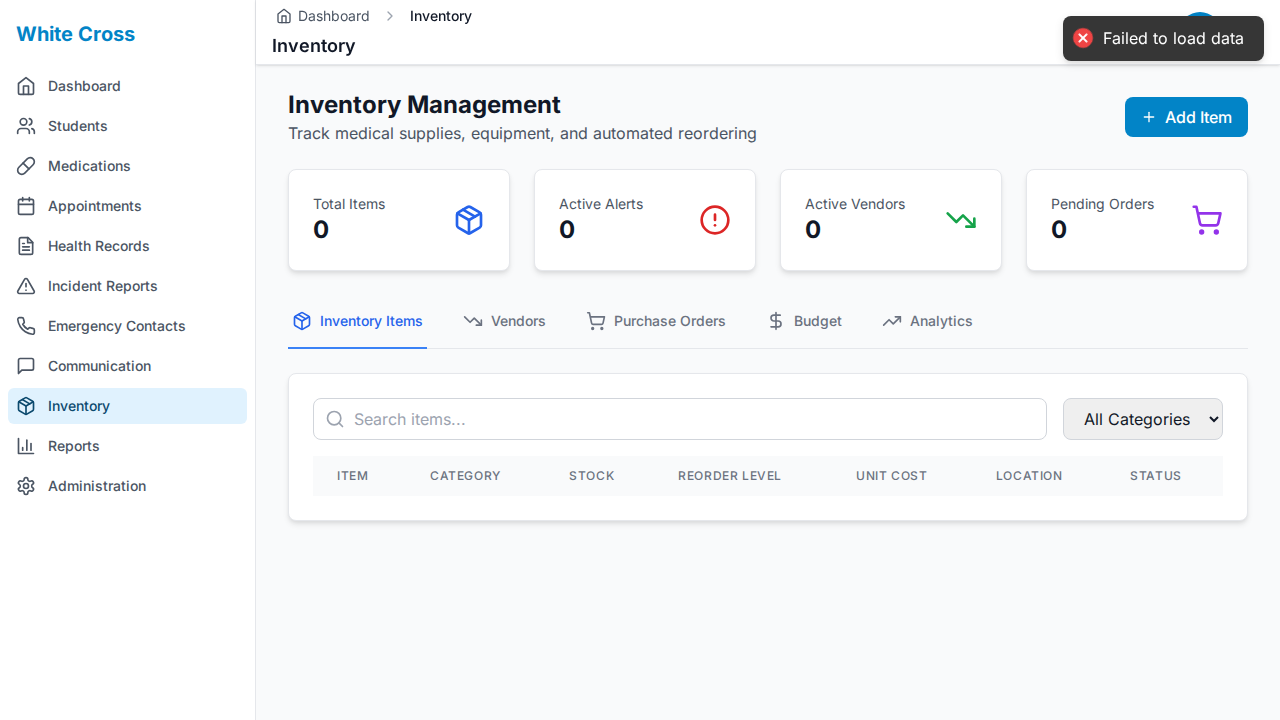 White Cross
Dashboard
Students
Medications
Appointments
Health Records
Incident Reports
Emergency Contacts
Communication
Inventory
Reports
Administration
Dashboard > Inventory
Inventory
Failed to load data
Inventory Management
Track medical supplies, equipment, and automated reordering
+ Add Item
Total Items
0
Active Alerts
0
Active Vendors
0
Pending Orders
0
Inventory Items
Vendors
Purchase Orders
Budget
Analytics
Search items...
All Categories
ITEM CATEGORY STOCK REORDER LEVEL UNIT COST LOCATION STATUS